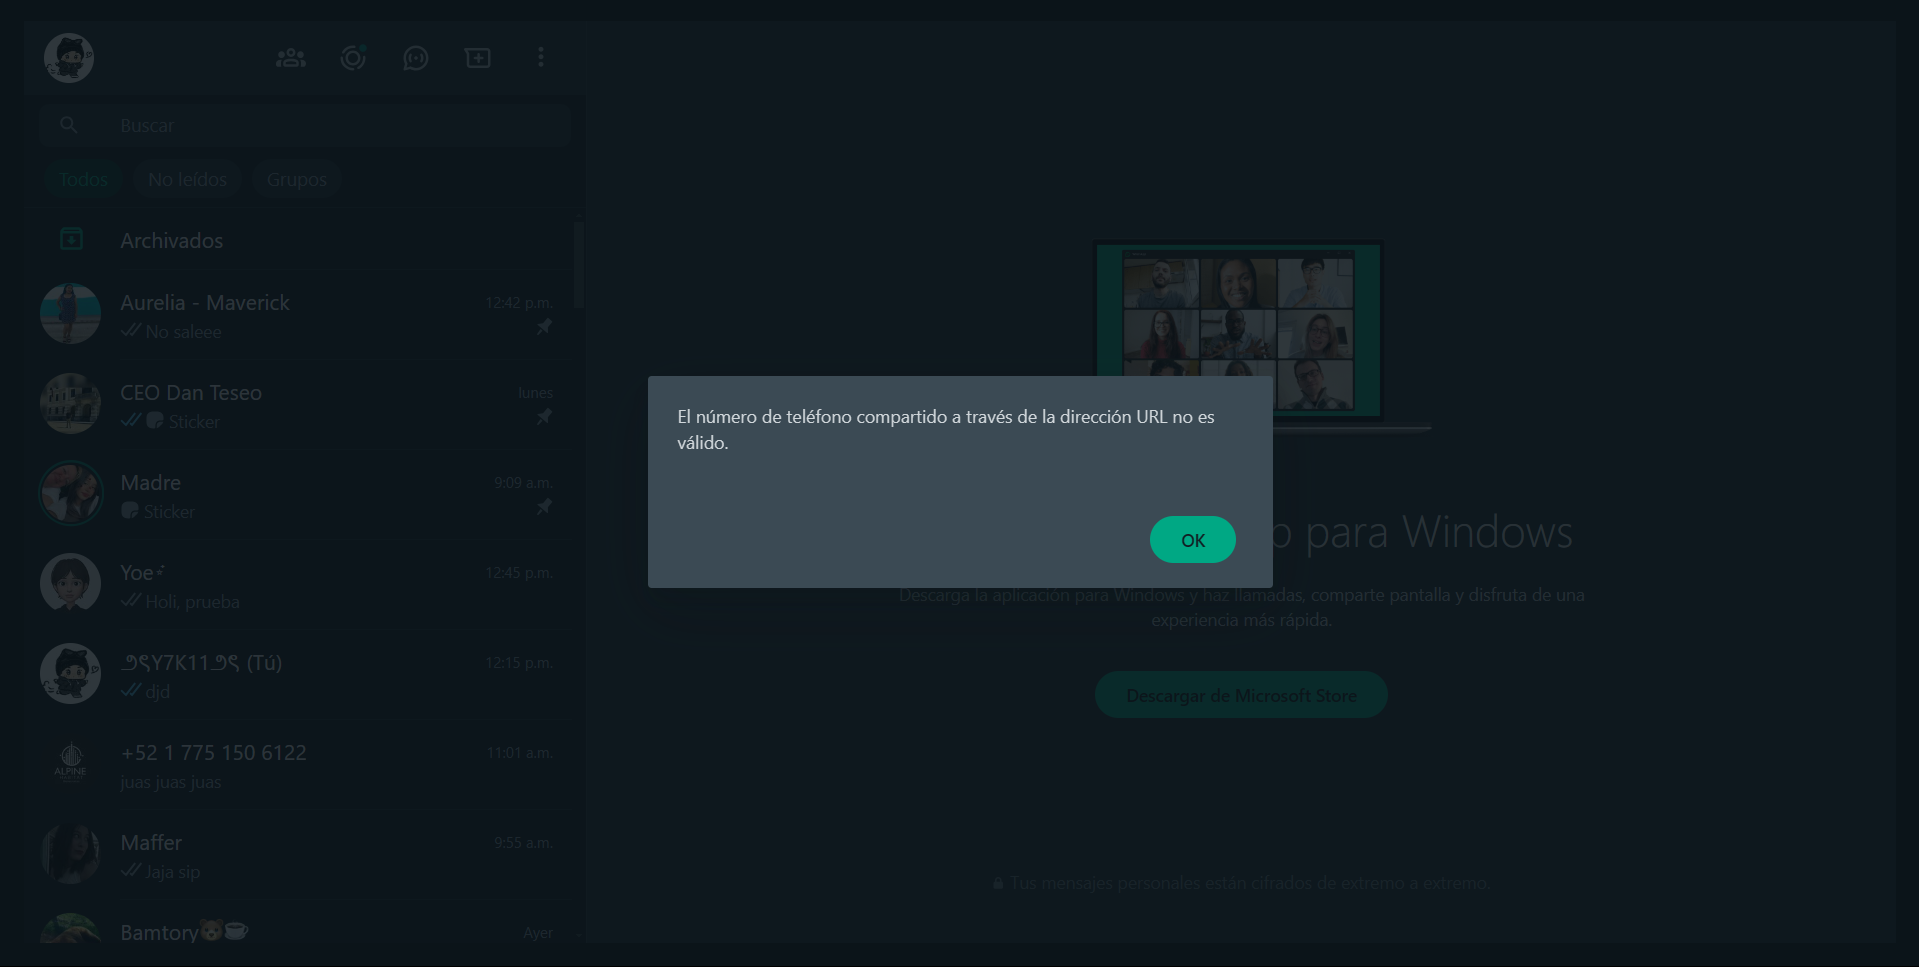 Buscar
Todos
No leídos
Grupos
Archivados
Aurelia - Maverick
12:42 p.m.
No saleee
CEO Dan Teseo
lunes
Sticker
Madre
9:09 a.m.
Sticker
Yoe
12:45 p.m.
Holi, prueba
Y7K11 (Tú)
12:15 p.m.
djd
+52 1 775 150 6122
11:01 a.m.
ALPINE
juas juas juas
Maffer
9:55 a.m.
Jaja sip
Bamtory🐻☕
Ayer
El número de teléfono compartido a través de la dirección URL no es
válido.
OK
para Windows
Descarga la aplicación para Windows y haz llamadas, comparte pantalla y disfruta de una
experiencia más rápida.
Descargar de Microsoft Store
Tus mensajes personales están cifrados de extremo a extremo.